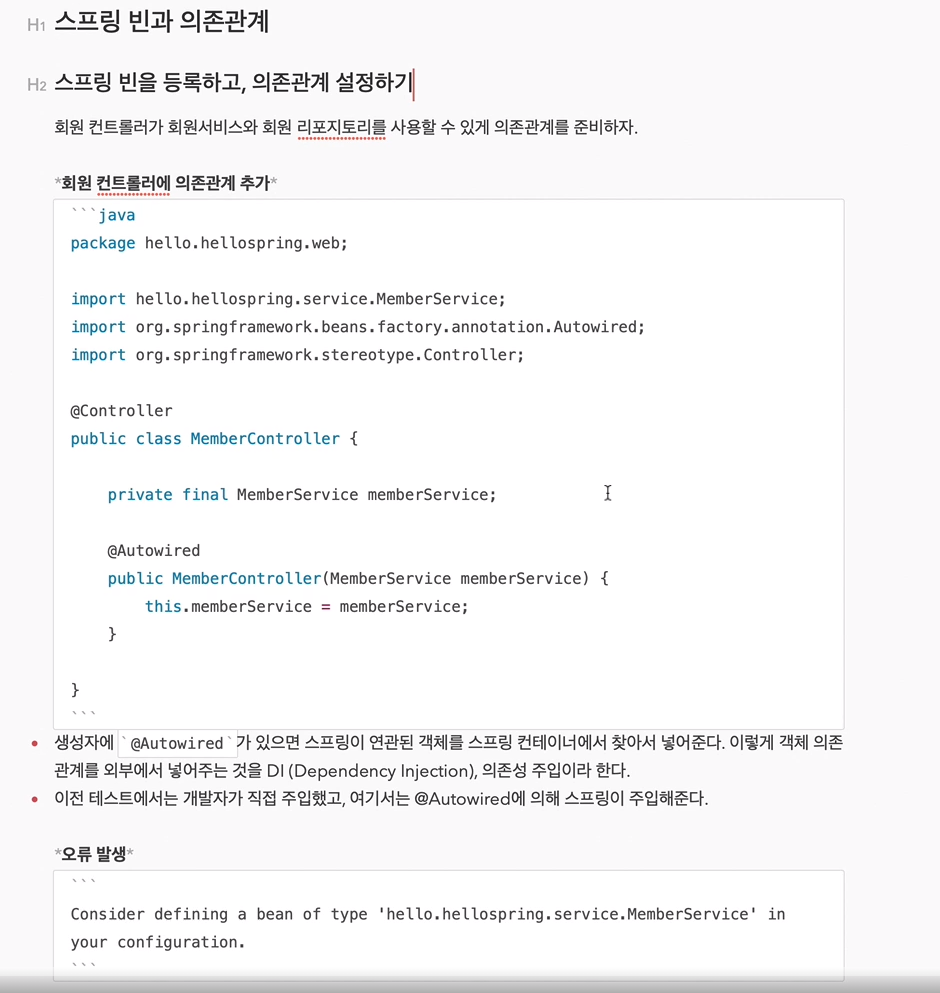 H1 스프링 빈과 의존관계
H2 스프링 빈을 등록하고, 의존관계 설정하기
회원 컨트롤러가 회원서비스와 회원 리포지토리를 사용할 수 있게 의존관계를 준비하자.
*회원 컨트롤러에 의존관계 추가*
```java
package hello.hellospring.web;
import hello.hellospring.service.MemberService;
import org.springframework.beans.factory.annotation.Autowired;
import org.springframework.stereotype.Controller;
@Controller
public class MemberController {
private final MemberService memberService;
@Autowired
public MemberController(MemberService memberService) {
this.memberService = memberService;
}
}
```
생성자에 `@Autowired`가 있으면 스프링이 연관된 객체를 스프링 컨테이너에서 찾아서 넣어준다. 이렇게 객체 의존
관계를 외부에서 넣어주는 것을 DI (Dependency Injection), 의존성 주입이라 한다.
이전 테스트에서는 개발자가 직접 주입했고, 여기서는 @Autowired에 의해 스프링이 주입해준다.
*오류 발생*
```
Consider defining a bean of type 'hello.hellospring.service.MemberService' in
your configuration.
```